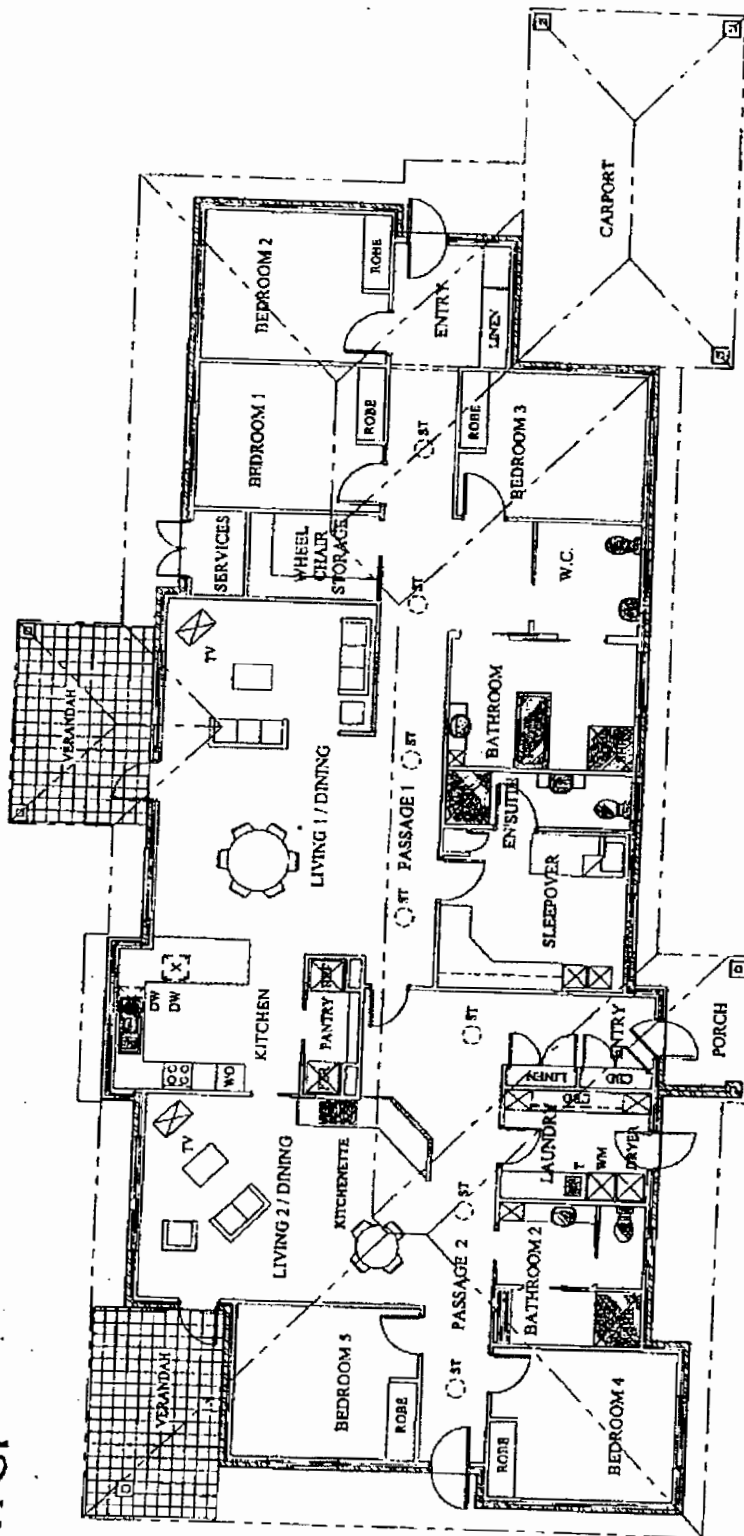 VERANDAH
BEDROOM 2
ROBE
ENTRY
LINEN
CARPORT
BEDROOM 1
ROBE
ST
ROBE
BEDROOM 3
SERVICES
WHEEL
CHAIR
STORAGE
ST
W.C.
TV
LIVING 1 / DINING
ST
PASSAGE 1
BATHROOM
ENSUITE
ST
SLEEPOVER
DW
DW
KITCHEN
WO
PANTRY
REF
ST
LINEN
ENTRY
PORCH
TV
LIVING 2 / DINING
KITCHENETTE
LAUNDRY
T
WM
DRYER
ST
PASSAGE 2
BATHROOM 2
VERANDAH
BEDROOM 5
ROBE
ST
ROBE
BEDROOM 4